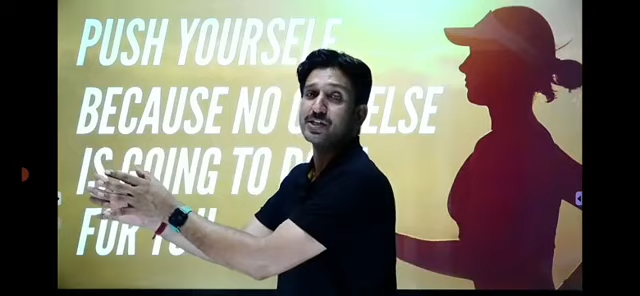 PUSH YOURSELF
BECAUSE NO ELSE
IS GOING TO
FOR